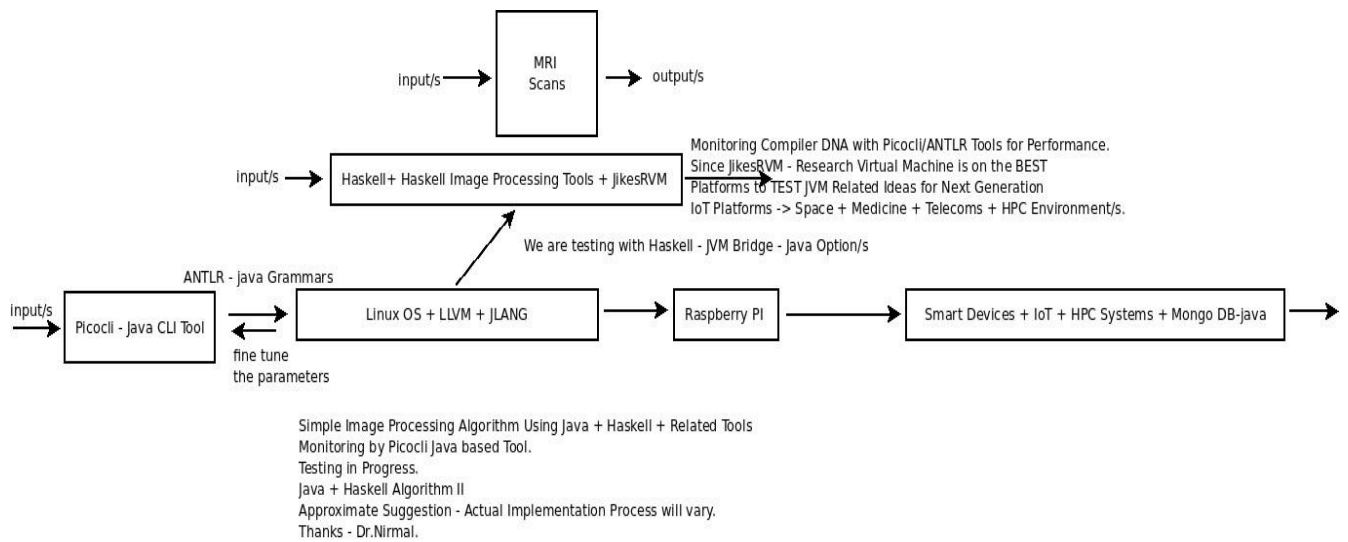 MRI
Scans
input/s
output/s
Monitoring Compiler DNA with Picocli/ANTLR Tools for Performance.
Since JikesRVM - Research Virtual Machine is on the BEST
Platforms to TEST JVM Related Ideas for Next Generation
IoT Platforms -> Space + Medicine + Telecoms + HPC Environment/s.
input/s
Haskell+ Haskell Image Processing Tools + JikesRVM
We are testing with Haskell - JVM Bridge - Java Option/s
ANTLR - java Grammars
input/s
Picocli - Java CLI Tool
Linux OS + LLVM + JLANG
Raspberry PI
Smart Devices + IoT + HPC Systems + Mongo DB-java
fine tune
the parameters
Simple Image Processing Algorithm Using Java + Haskell + Related Tools
Monitoring by Picocli Java based Tool.
Testing in Progress.
Java + Haskell Algorithm II
Approximate Suggestion - Actual Implementation Process will vary.
Thanks - Dr.Nirmal.